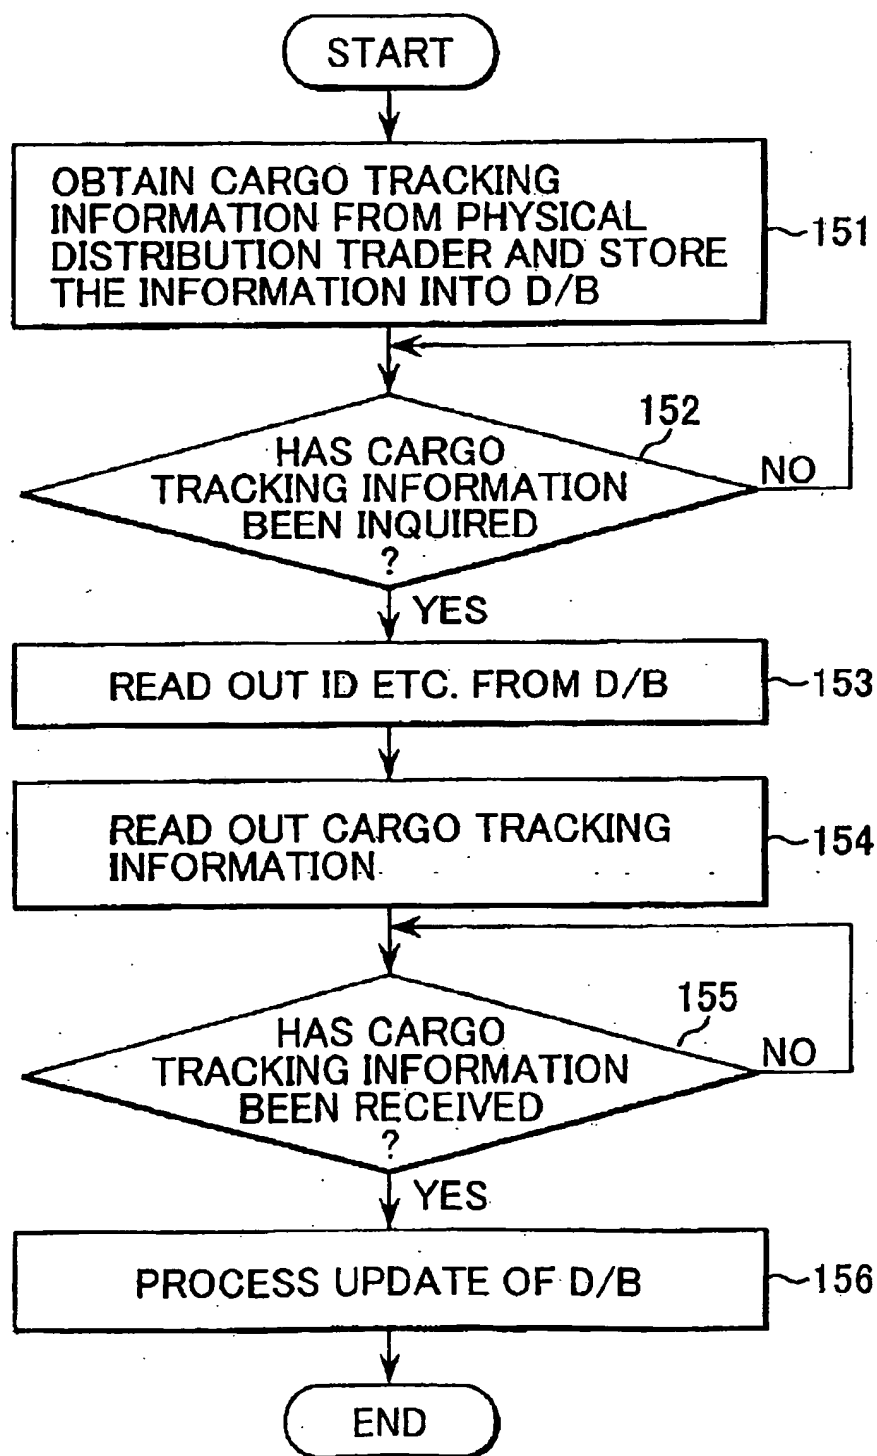 START
OBTAIN CARGO TRACKING
INFORMATION FROM PHYSICAL
DISTRIBUTION TRADER AND STORE
THE INFORMATION INTO D/B
151
152
HAS CARGO
TRACKING INFORMATION
BEEN INQUIRED
?
NO
YES
READ OUT ID ETC. FROM D/B
153
READ OUT CARGO TRACKING
INFORMATION
154
155
HAS CARGO
TRACKING INFORMATION
BEEN RECEIVED
?
NO
YES
PROCESS UPDATE OF D/B
156
END